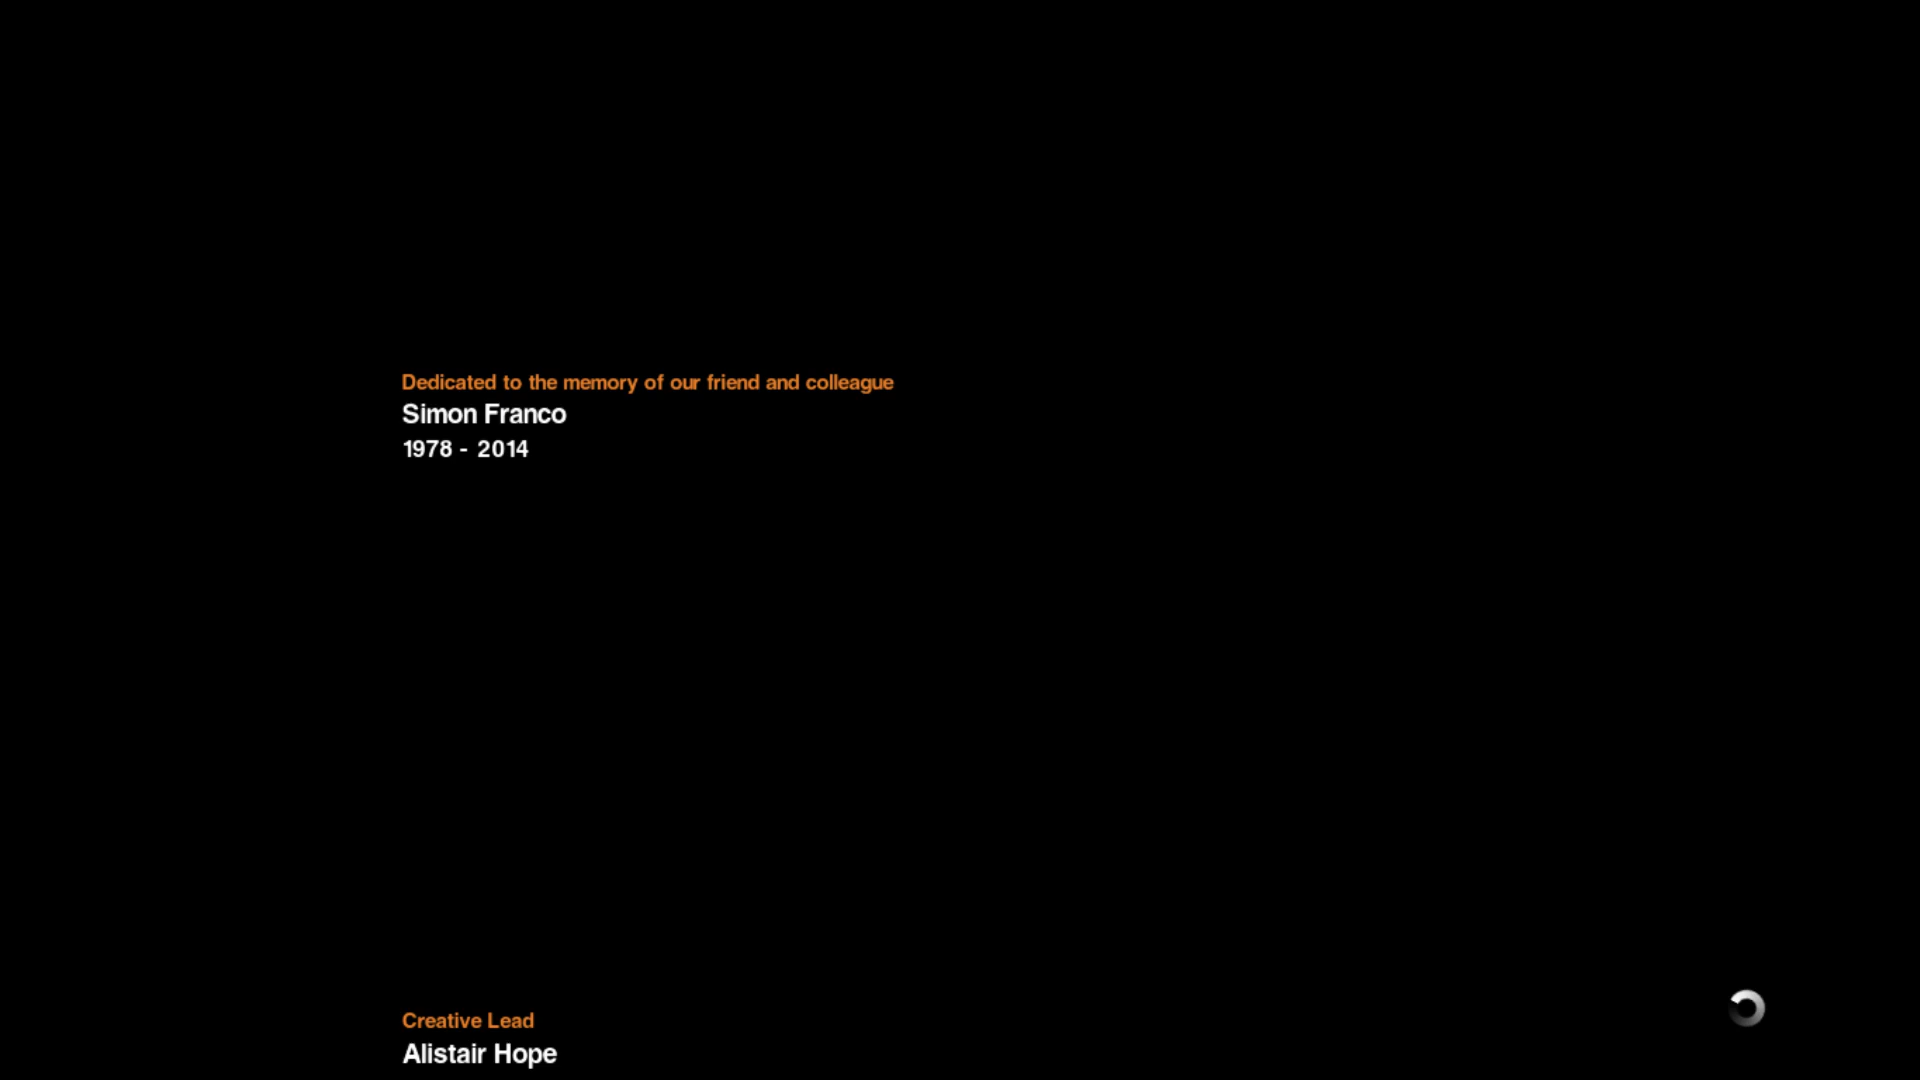 Dedicated to the memory of our friend and colleague
Simon Franco
1978 - 2014
Creative Lead
Alistair Hope